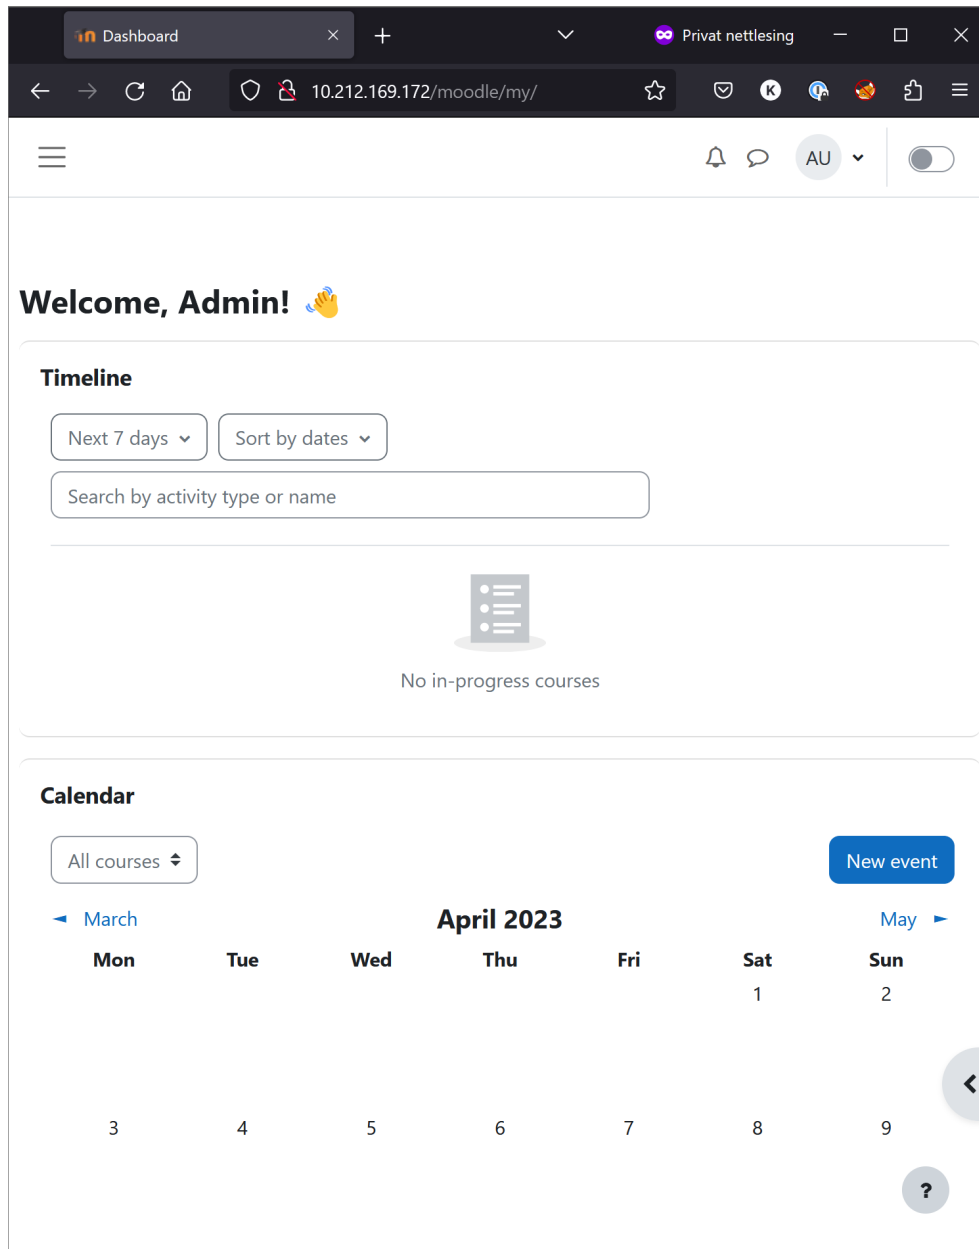 Dashboard
Privat nettlesing
10.212.169.172/moodle/my/
K
AU
Welcome, Admin! 👋
Timeline
Next 7 days
Sort by dates
Search by activity type or name
No in-progress courses
Calendar
All courses
New event
◄ March April 2023 May ►
Mon Tue Wed Thu Fri Sat Sun
1 2
3 4 5 6 7 8 9
?